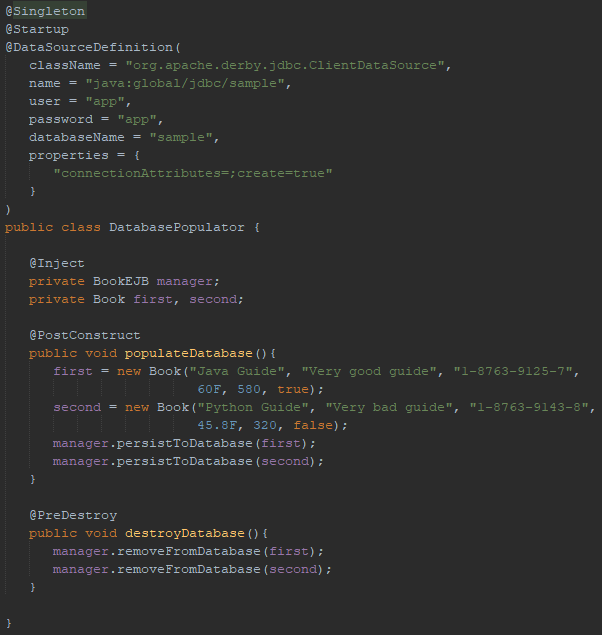 @Singleton
@Startup
@DataSourceDefinition(
className = "org.apache.derby.jdbc.ClientDataSource",
name = "java:global/jdbc/sample",
user = "app",
password = "app",
databaseName = "sample",
properties = {
"connectionAttributes=;create=true"
}
)
public class DatabasePopulator {
@Inject
private BookEJB manager;
private Book first, second;
@PostConstruct
public void populateDatabase(){
first = new Book("Java Guide", "Very good guide", "1-8763-9125-7",
60F, 580, true);
second = new Book("Python Guide", "Very bad guide", "1-8763-9143-8",
45.8F, 320, false);
manager.persistToDatabase(first);
manager.persistToDatabase(second);
}
@PreDestroy
public void destroyDatabase(){
manager.removeFromDatabase(first);
manager.removeFromDatabase(second);
}
}